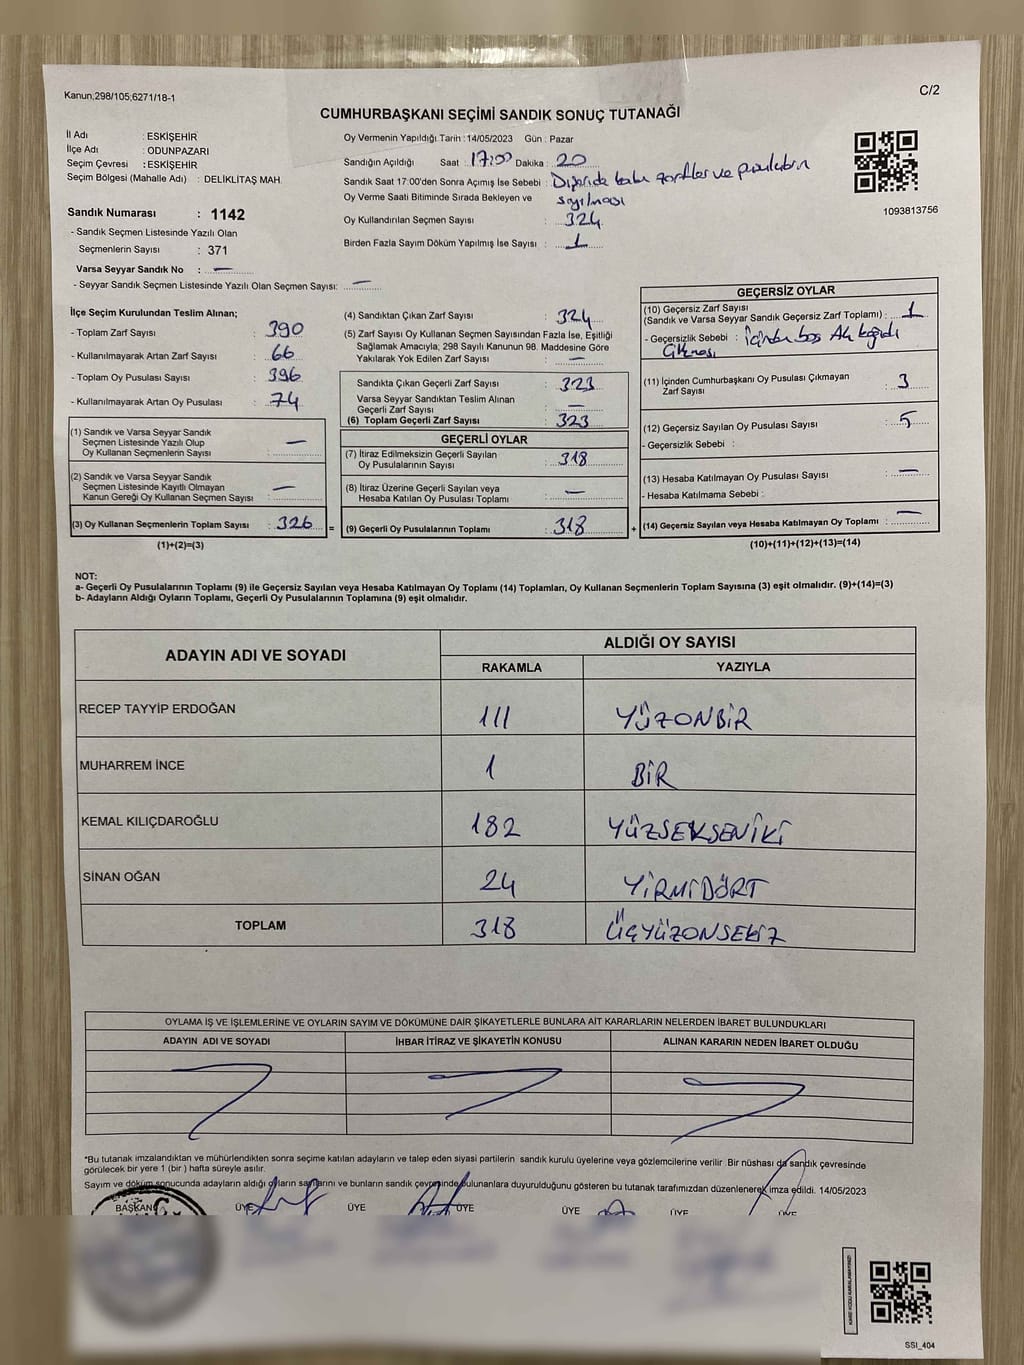 Kanun;298/105;6271/18-1
C/2
CUMHURBAŞKANI SEÇİMİ SANDIK SONUÇ TUTANAĞI
İl Adı : ESKİŞEHİR
İlçe Adı : ODUNPAZARI
Seçim Çevresi : ESKİŞEHİR
Seçim Bölgesi (Mahalle Adı) : DELİKLİTAŞ MAH.
Sandık Numarası : 1142
- Sandık Seçmen Listesinde Yazılı Olan
Seçmenlerin Sayısı : 371
Varsa Seyyar Sandık No : —
- Seyyar Sandık Seçmen Listesinde Yazılı Olan Seçmen Sayısı: —
Oy Vermenin Yapıldığı Tarih : 14/05/2023 Gün : Pazar
Sandığın Açıldığı Saat 17:00 Dakika : 20
Sandık Saat 17:00'den Sonra Açımış İse Sebebi : Dışarıda kalan zarflar ve pusulaların
Oy Verme Saati Bitiminde Sırada Bekleyen ve sayılması
Oy Kullandırılan Seçmen Sayısı : 324
Birden Fazla Sayım Döküm Yapılmış İse Sayısı : 1
1093813756
İlçe Seçim Kurulundan Teslim Alınan;
- Toplam Zarf Sayısı : 390
- Kullanılmayarak Artan Zarf Sayısı : 66
- Toplam Oy Pusulası Sayısı : 396
- Kullanılmayarak Artan Oy Pusulası : 74
(1) Sandık ve Varsa Seyyar Sandık
Seçmen Listesinde Yazılı Olup
Oy Kullanan Seçmenlerin Sayısı : —
(2) Sandık ve Varsa Seyyar Sandık
Seçmen Listesinde Kayıtlı Olmayan
Kanun Gereği Oy Kullanan Seçmen Sayısı : —
(3) Oy Kullanan Seçmenlerin Toplam Sayısı : 326 =
(1)+(2)=(3)
(4) Sandıktan Çıkan Zarf Sayısı : 324
(5) Zarf Sayısı Oy Kullanan Seçmen Sayısından Fazla İse, Eşitliği
Sağlamak Amacıyla, 298 Sayılı Kanunun 98. Maddesine Göre
Yakılarak Yok Edilen Zarf Sayısı : —
Sandıkta Çıkan Geçerli Zarf Sayısı : 323
Varsa Seyyar Sandıktan Teslim Alınan
Geçerli Zarf Sayısı : —
(6) Toplam Geçerli Zarf Sayısı : 323
GEÇERLİ OYLAR
(7) İtiraz Edilmeksizin Geçerli Sayılan
Oy Pusulalarının Sayısı : 318
(8) İtiraz Üzerine Geçerli Sayılan veya
Hesaba Katılan Oy Pusulası Toplamı : —
(9) Geçerli Oy Pusulalarının Toplamı : 318 +
GEÇERSİZ OYLAR
(10) Geçersiz Zarf Sayısı
(Sandık ve Varsa Seyyar Sandık Geçersiz Zarf Toplamı) : 1
- Geçersizlik Sebebi : içinden boş kağıdı
çıkması
(11) İçinden Cumhurbaşkanı Oy Pusulası Çıkmayan
Zarf Sayısı : 3
(12) Geçersiz Sayılan Oy Pusulası Sayısı : 5
- Geçersizlik Sebebi :
(13) Hesaba Katılmayan Oy Pusulası Sayısı : —
- Hesaba Katılmama Sebebi :
(14) Geçersiz Sayılan veya Hesaba Katılmayan Oy Toplamı : —
(10)+(11)+(12)+(13)=(14)
NOT:
a- Geçerli Oy Pusulalarının Toplamı (9) ile Geçersiz Sayılan veya Hesaba Katılmayan Oy Toplamı (14) Toplamları, Oy Kullanan Seçmenlerin Toplam Sayısına (3) eşit olmalıdır. (9)+(14)=(3)
b- Adayların Aldığı Oyların Toplamı, Geçerli Oy Pusulalarının Toplamına (9) eşit olmalıdır.
ADAYIN ADI VE SOYADI ALDIĞI OY SAYISI
RAKAMLA YAZIYLA
RECEP TAYYİP ERDOĞAN 111 YÜZONBİR
MUHARREM İNCE 1 BİR
KEMAL KILIÇDAROĞLU 182 YÜZSEKSENİKİ
SİNAN OĞAN 24 YİRMİDÖRT
TOPLAM 318 ÜÇYÜZONSEKİZ
OYLAMA İŞ VE İŞLEMLERİNE VE OYLARIN SAYIM VE DÖKÜMÜNE DAİR ŞİKAYETLERLE BUNLARA AİT KARARLARIN NELERDEN İBARET BULUNDUKLARI
ADAYIN ADI VE SOYADI İHBAR İTİRAZ VE ŞİKAYETİN KONUSU ALINAN KARARIN NEDEN İBARET OLDUĞU
*Bu tutanak imzalandıktan ve mühürlendikten sonra seçime katılan adayların ve talep eden siyasi partilerin sandık kurulu üyelerine veya gözlemcilerine verilir. Bir nüshası da sandık çevresinde
görülecek bir yere 1 (bir) hafta süreyle asılır.
Sayım ve döküm sonucunda adayların aldığı oyların sayılarını ve bunların sandık çevresinde bulunanlara duyurulduğunu gösteren bu tutanak tarafımızdan düzenlenerek imza edildi. 14/05/2023
BAŞKAN ÜYE ÜYE ÜYE ÜYE ÜYE ÜYE
KARE KODU KARALAMAYINIZ!
SSI_404